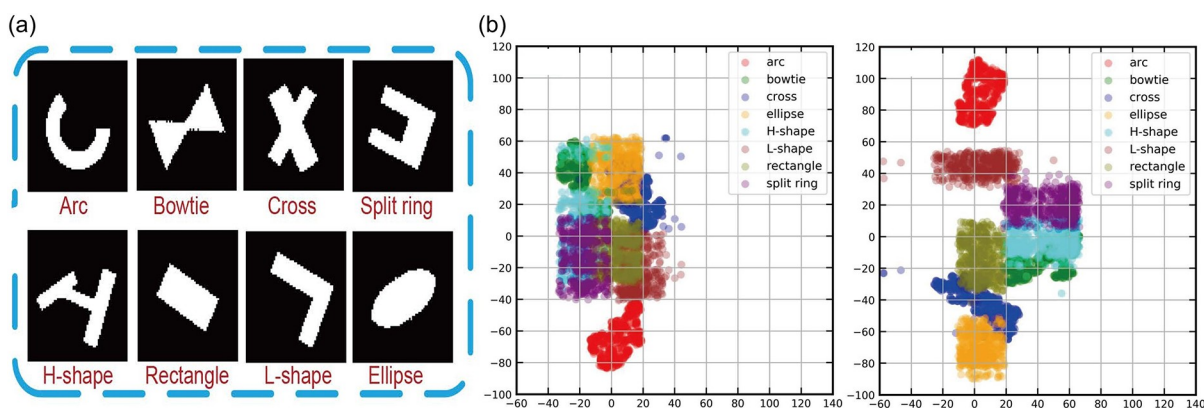 (a)
Arc Bowtie Cross Split ring
H-shape Rectangle L-shape Ellipse
(b)
120
100
80
60
40
20
0
−20
−40
−60
−80
−100
−60 −40 −20 0 20 40 60 80 100 120 140
arc
bowtie
cross
ellipse
H-shape
L-shape
rectangle
split ring
120
100
80
60
40
20
0
−20
−40
−60
−80
−100
−60 −40 −20 0 20 40 60 80 100 120 140
arc
bowtie
cross
ellipse
H-shape
L-shape
rectangle
split ring